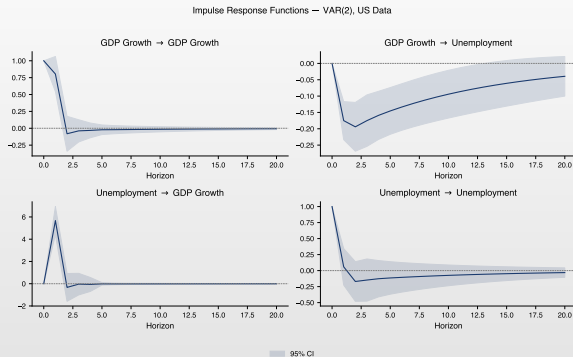 Impulse Response Functions — VAR(2), US Data
GDP Growth → GDP Growth
1.00
0.75
0.50
0.25
0.00
−0.25
0.0 2.5 5.0 7.5 10.0 12.5 15.0 17.5 20.0
Horizon
GDP Growth → Unemployment
0.00
−0.05
−0.10
−0.15
−0.20
−0.25
0.0 2.5 5.0 7.5 10.0 12.5 15.0 17.5 20.0
Horizon
Unemployment → GDP Growth
6
4
2
0
−2
0.0 2.5 5.0 7.5 10.0 12.5 15.0 17.5 20.0
Horizon
Unemployment → Unemployment
1.00
0.75
0.50
0.25
0.00
−0.25
−0.50
0.0 2.5 5.0 7.5 10.0 12.5 15.0 17.5 20.0
Horizon
95% CI